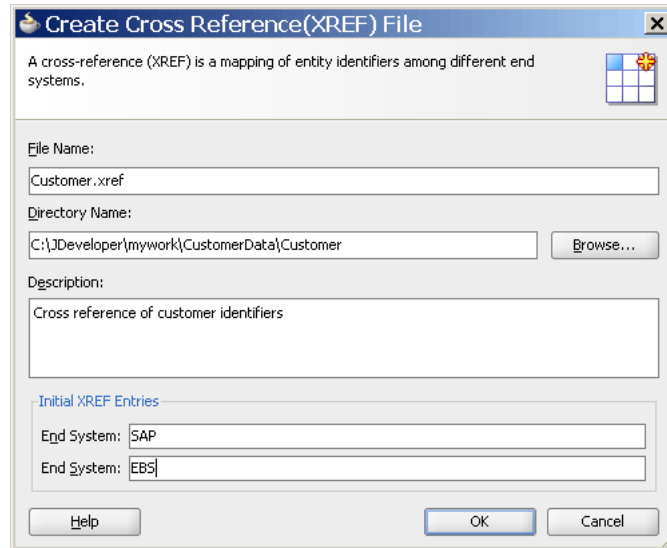 Create Cross Reference(XREF) File
A cross-reference (XREF) is a mapping of entity identifiers among different end
systems.
File Name:
Customer.xref
Directory Name:
C:\JDeveloper\mywork\CustomerData\Customer
Browse...
Description:
Cross reference of customer identifiers
Initial XREF Entries
End System: SAP
End System: EBS
Help OK Cancel